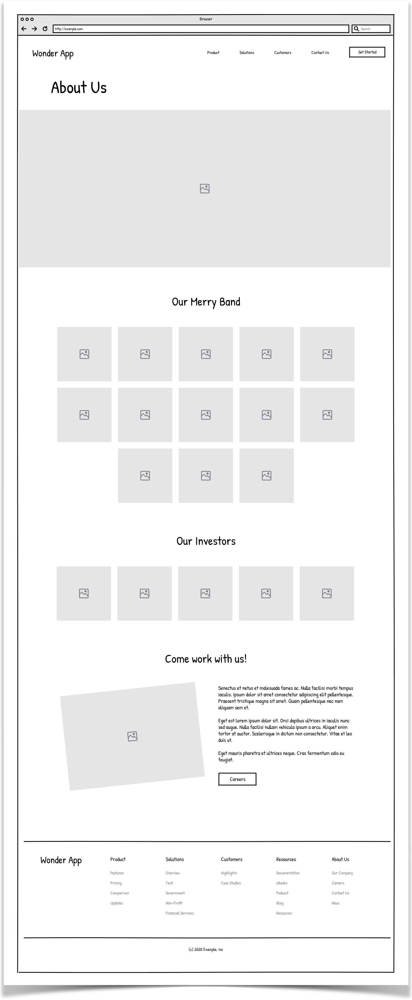 Browser
http://example.com
Search
Wonder App
Product
Solutions
Customers
Contact Us
Get Started
About Us
Our Merry Band
Our Investors
Come work with us!
Senectus et netus et malesuada fames ac. Nulla facilisi morbi tempus
iaculis. Ipsum dolor sit amet consectetur adipiscing elit pellentesque.
Praesent tristique magna sit amet. Quam pellentesque nec nam
aliquam sem et.
Eget est lorem ipsum dolor sit. Orci dapibus ultrices in iaculis nunc
sed augue. Nulla facilisi nullam vehicula ipsum a arcu. Aliquet enim
tortor at auctor. Scelerisque in dictum non consectetur. Vitae et leo
duis ut.
Eget mauris pharetra et ultrices neque. Cras fermentum odio eu
feugiat.
Careers
Wonder App
Product
Features
Pricing
Comparison
Updates
Solutions
Overview
Tech
Government
Non-Profit
Financial Services
Customers
Highlights
Case Studies
Resources
Documentation
eBooks
Podcast
Blog
Resources
About Us
Our Company
Careers
Contact Us
News
(c) 2020 Example, Inc